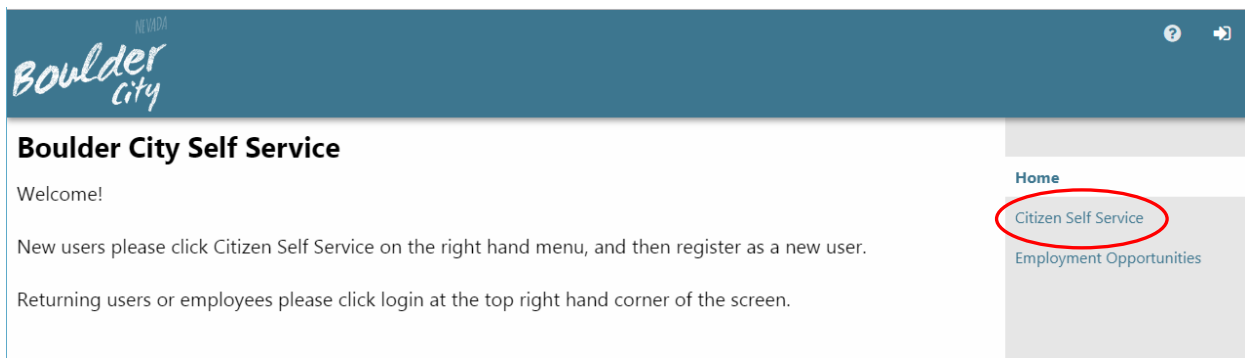 NEVADA
Boulder
City
Boulder City Self Service
Welcome!
New users please click Citizen Self Service on the right hand menu, and then register as a new user.
Returning users or employees please click login at the top right hand corner of the screen.
Home
Citizen Self Service
Employment Opportunities